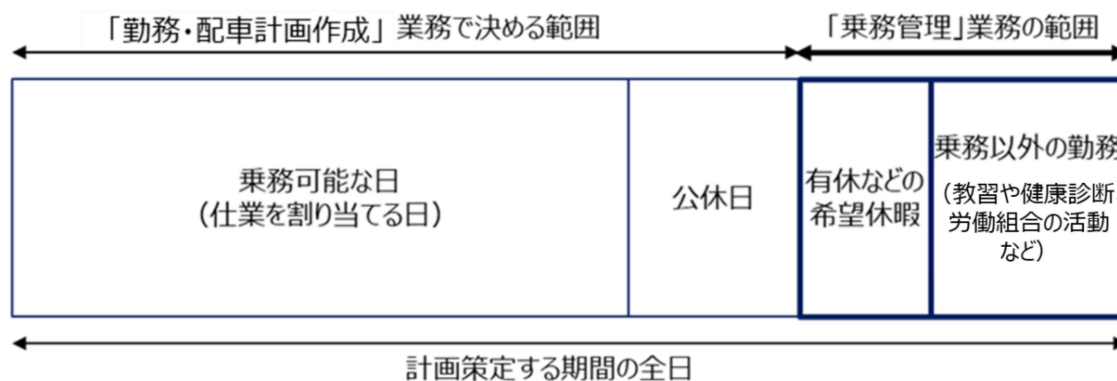 「勤務・配車計画作成」業務で決める範囲
「乗務管理」業務の範囲
乗務可能な日
（仕業を割り当てる日）
公休日
有休などの
希望休暇
乗務以外の勤務
（教習や健康診断
労働組合の活動
など）
計画策定する期間の全日